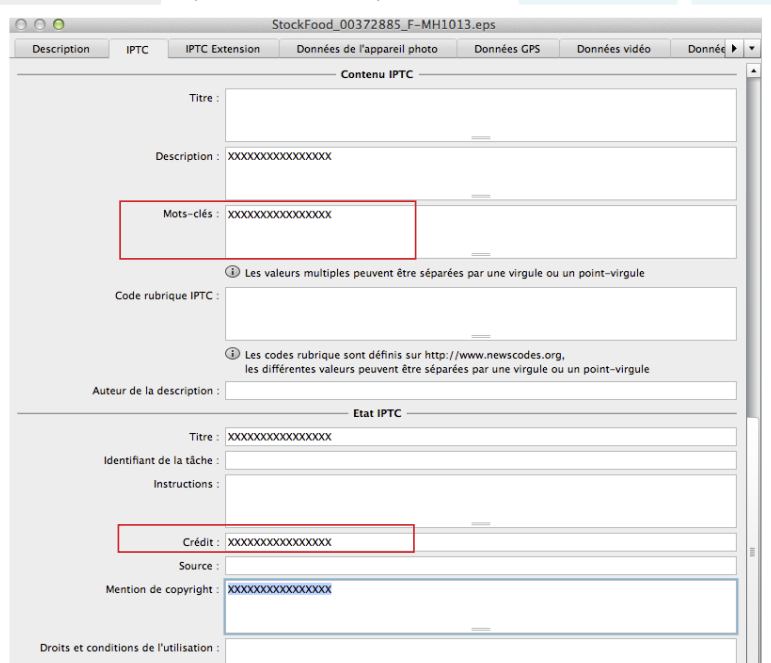 StockFood_00372885_F-MH1013.eps
Description IPTC IPTC Extension Données de l'appareil photo Données GPS Données vidéo Donnée
Contenu IPTC
Titre :
Description : XXXXXXXXXXXXXXXX
Mots-clés : XXXXXXXXXXXXXXXX
Les valeurs multiples peuvent être séparées par une virgule ou un point-virgule
Code rubrique IPTC :
Les codes rubrique sont définis sur http://www.newscodes.org,
les différentes valeurs peuvent être séparées par une virgule ou un point-virgule
Auteur de la description :
Etat IPTC
Titre : XXXXXXXXXXXXXXXX
Identifiant de la tâche :
Instructions :
Crédit : XXXXXXXXXXXXXXXX
Source :
Mention de copyright : XXXXXXXXXXXXXXXX
Droits et conditions de l'utilisation :